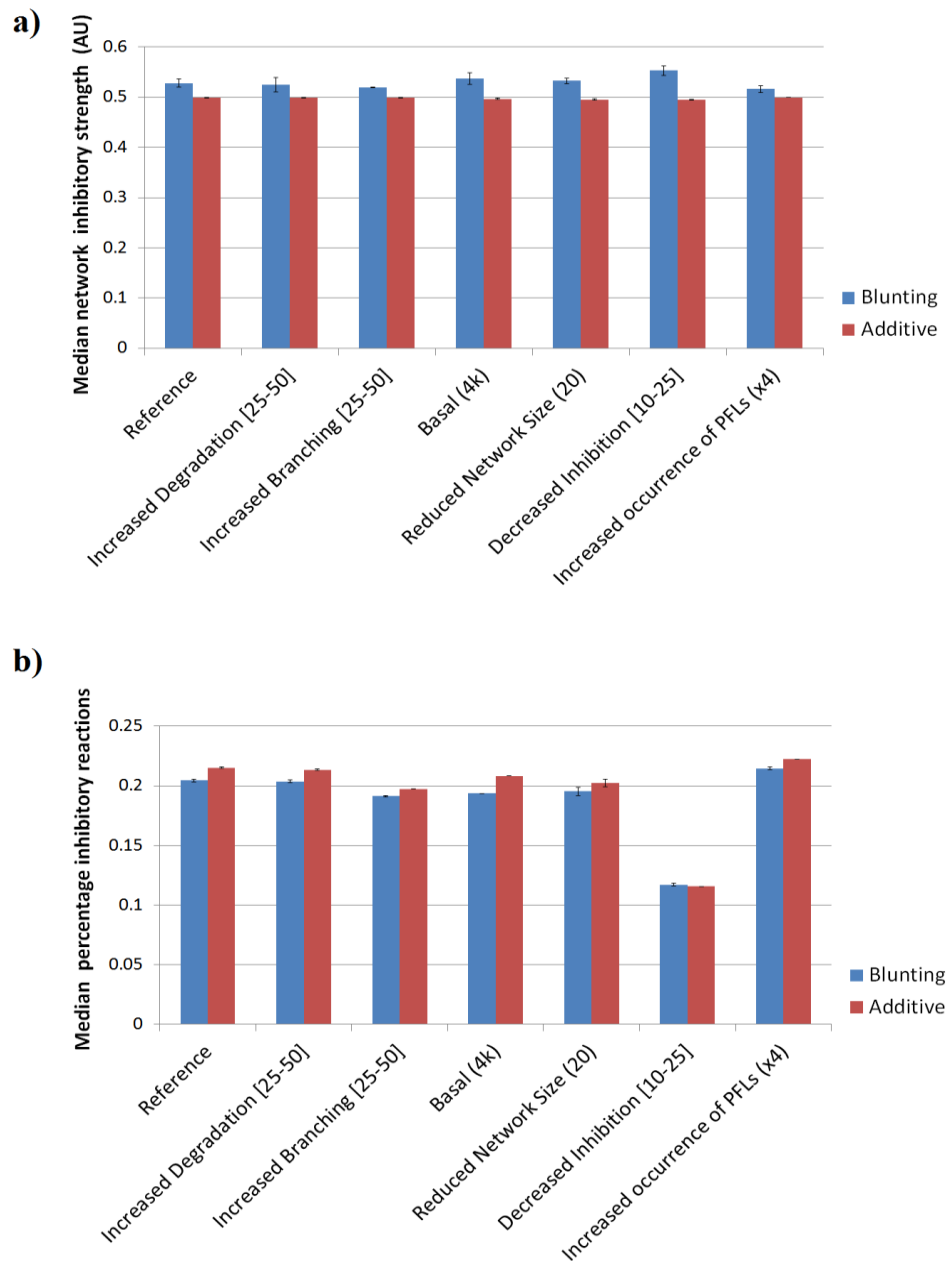 a)
Median network inhibitory strength (AU)
0.6
0.5
0.4
0.3
0.2
0.1
0
Reference
Increased Degradation [25-50]
Increased Branching [25-50]
Basal (4k)
Reduced Network Size (20)
Decreased Inhibition [10-25]
Increased occurrence of PFLs (x4)
Blunting
Additive
b)
Median percentage inhibitory reactions
0.25
0.2
0.15
0.1
0.05
0
Reference
Increased Degradation [25-50]
Increased Branching [25-50]
Basal (4k)
Reduced Network Size (20)
Decreased Inhibition [10-25]
Increased occurrence of PFLs (x4)
Blunting
Additive